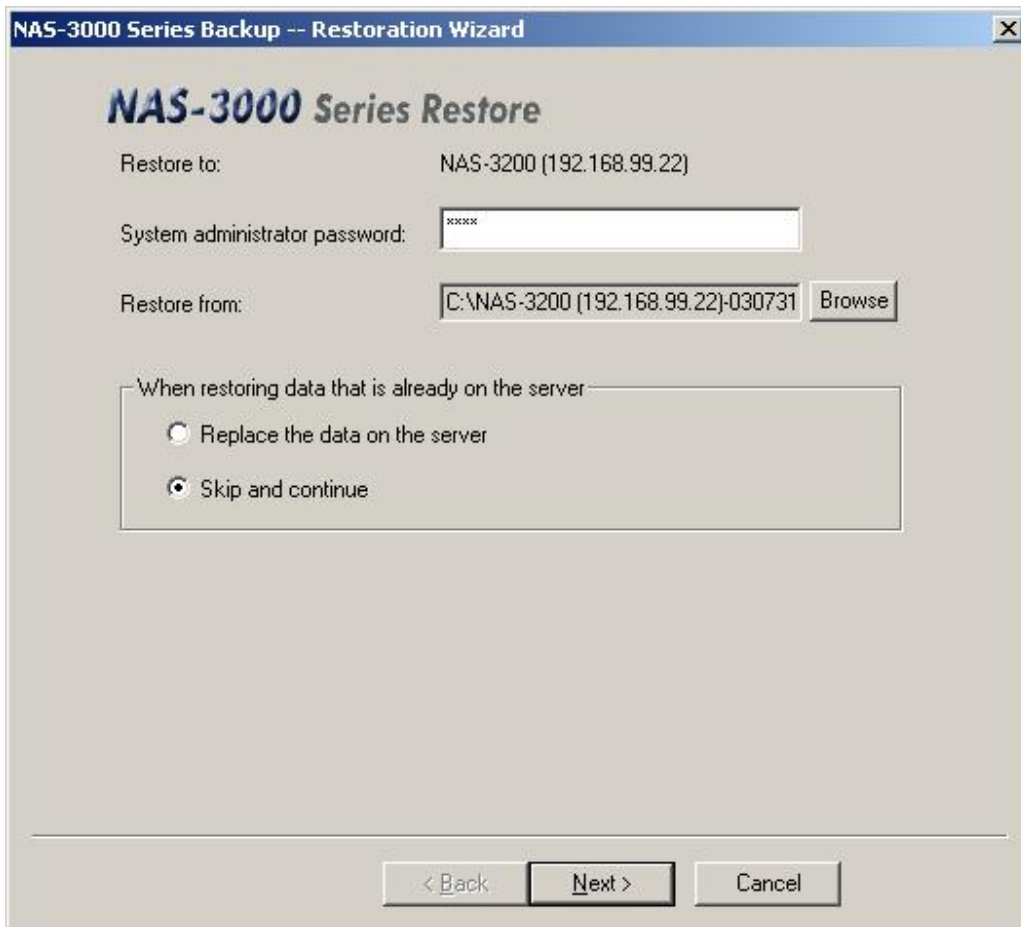 NAS-3000 Series Backup -- Restoration Wizard
NAS-3000 Series Restore
Restore to: NAS-3200 (192.168.99.22)
System administrator password: ****
Restore from: C:\NAS-3200 (192.168.99.22)-030731 Browse
When restoring data that is already on the server
Replace the data on the server
Skip and continue
< Back Next > Cancel